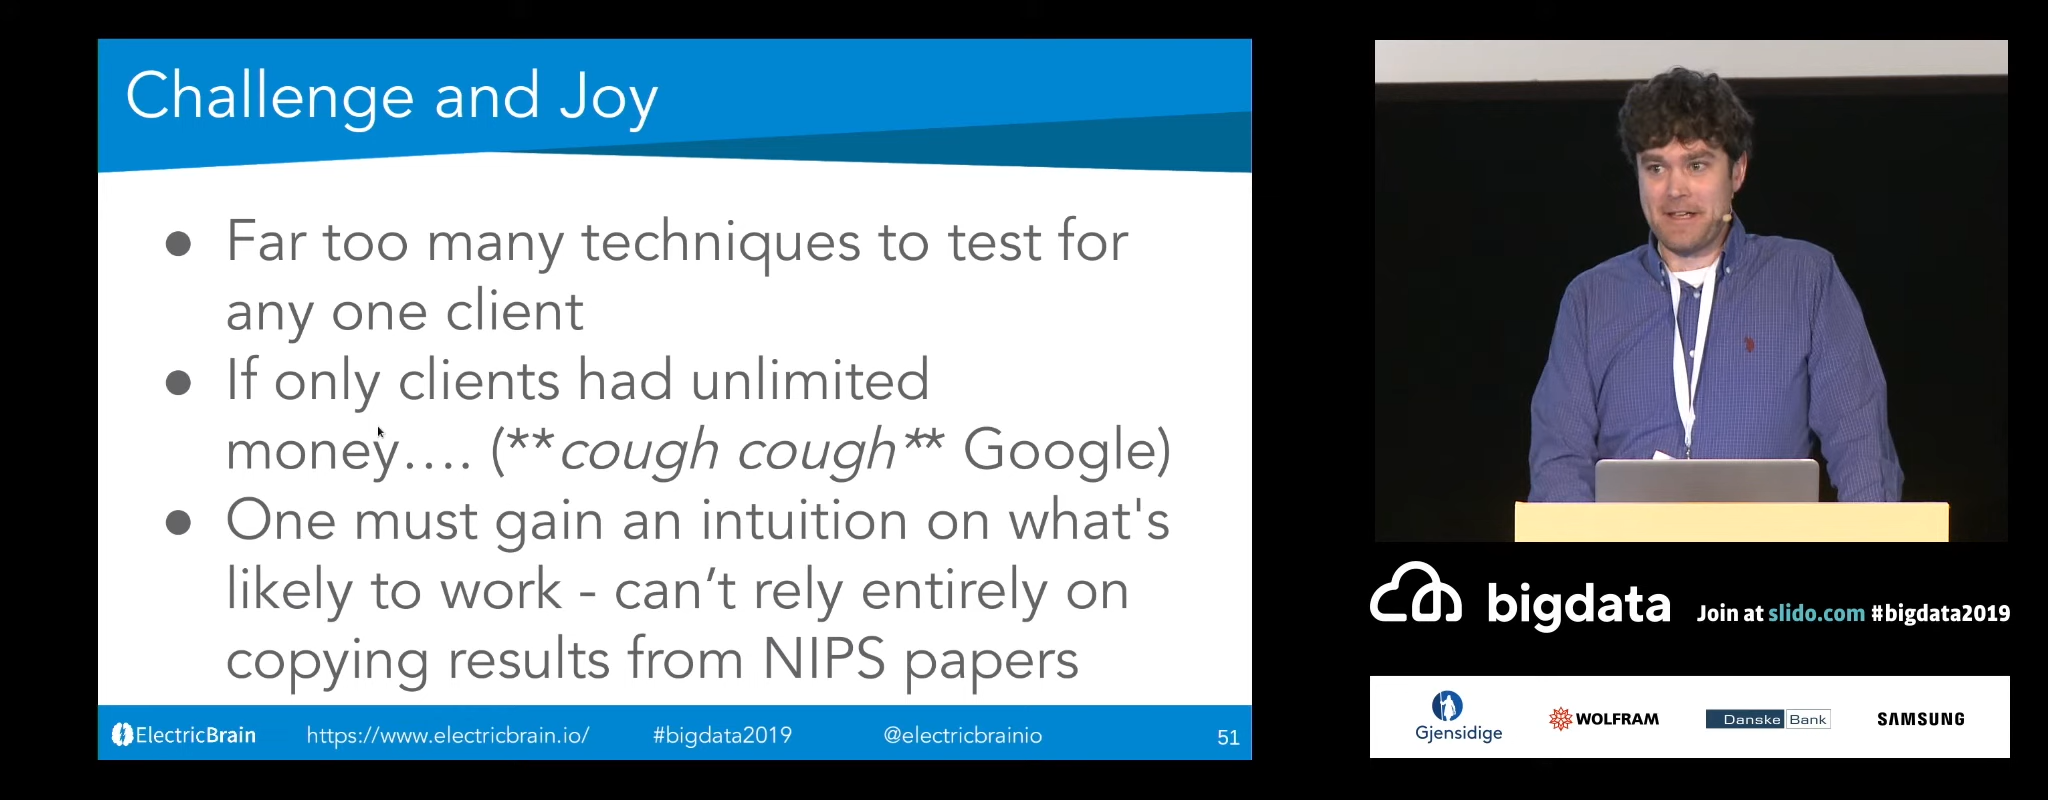 Challenge and Joy
● Far too many techniques to test for
any one client
● If only clients had unlimited
money.... (**cough cough** Google)
● One must gain an intuition on what's
likely to work - can’t rely entirely on
copying results from NIPS papers
ElectricBrain https://www.electricbrain.io/ #bigdata2019 @electricbrainio 51
bigdata Join at slido.com #bigdata2019
Gjensidige WOLFRAM Danske Bank SAMSUNG